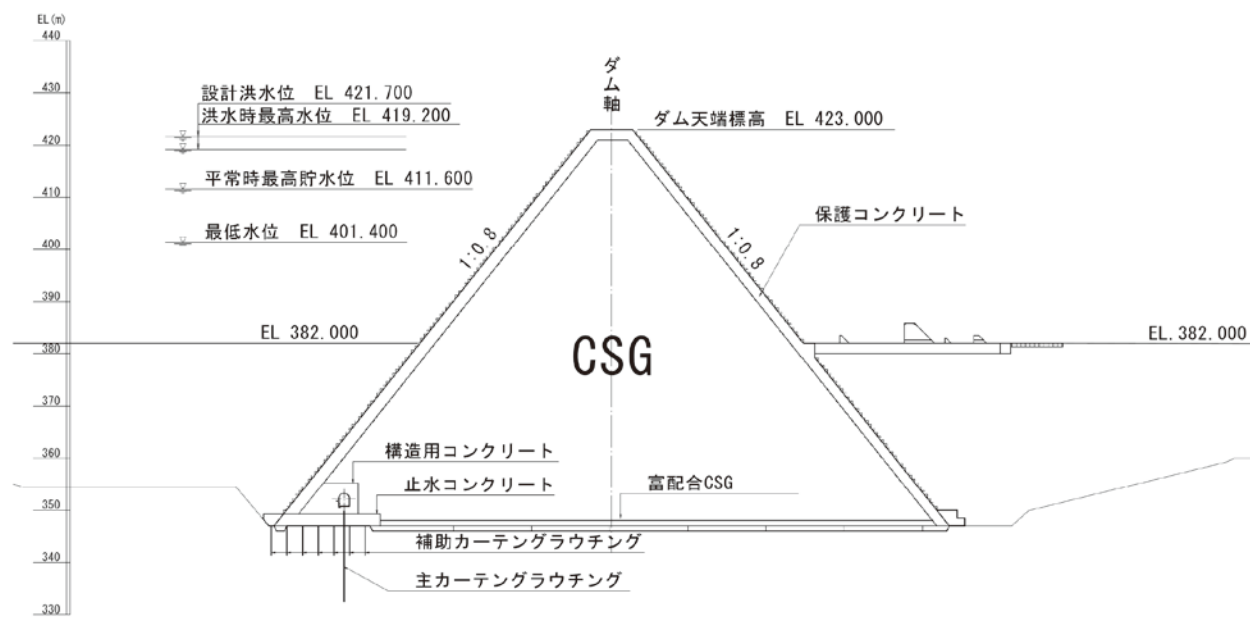 EL(m)
440
430
420
410
400
390
380
370
360
350
340
330
設計洪水位 EL 421.700
洪水時最高水位 EL 419.200
平常時最高貯水位 EL 411.600
最低水位 EL 401.400
EL 382.000
ダム軸
ダム天端標高 EL 423.000
1:0.8
1:0.8
保護コンクリート
EL.382.000
CSG
構造用コンクリート
止水コンクリート
富配合CSG
補助カーテングラウチング
主カーテングラウチング